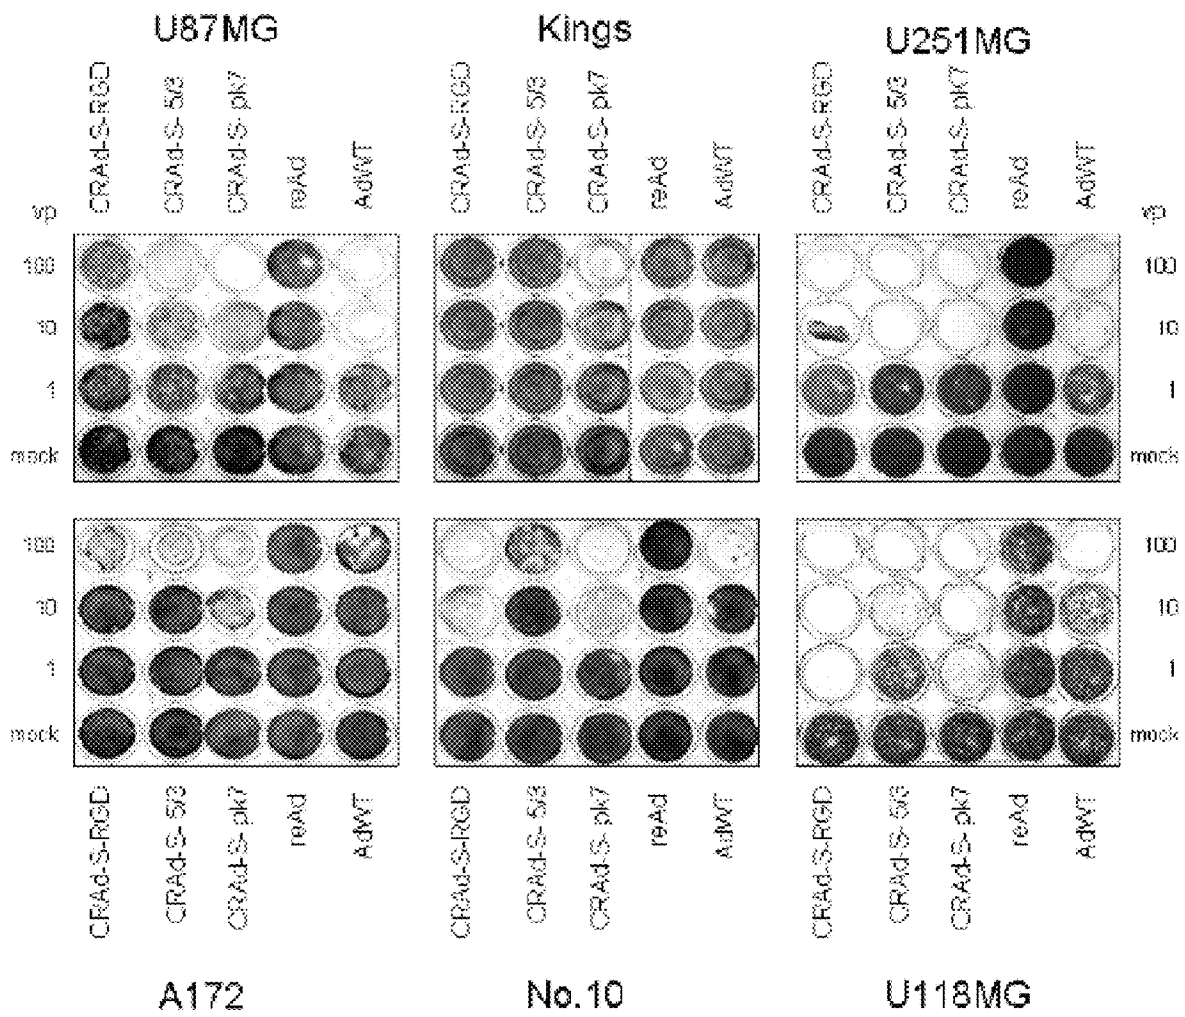 U87MG Kings U251MG
CRAd-S-RGD CRAd-S-5/3 CRAd-S-pk7 reAd AdWT CRAd-S-RGD CRAd-S-5/3 CRAd-S-pk7 reAd AdWT CRAd-S-RGD CRAd-S-5/3 CRAd-S-pK7 reAd AdWT
vp vp
100 100
10 10
1 1
mock mock
100 100
10 10
1 1
mock mock
CRAd-S-RGD CRAd-S-5/3 CRAd-S-pk7 reAd AdWT CRAd-S-RGD CRAd-S-5/3 CRAd-S-pk7 reAd AdWT CRAd-S-RGD CRAd-S-5/3 CRAd-S-pk7 reAd AdWT
A172 No.10 U118MG